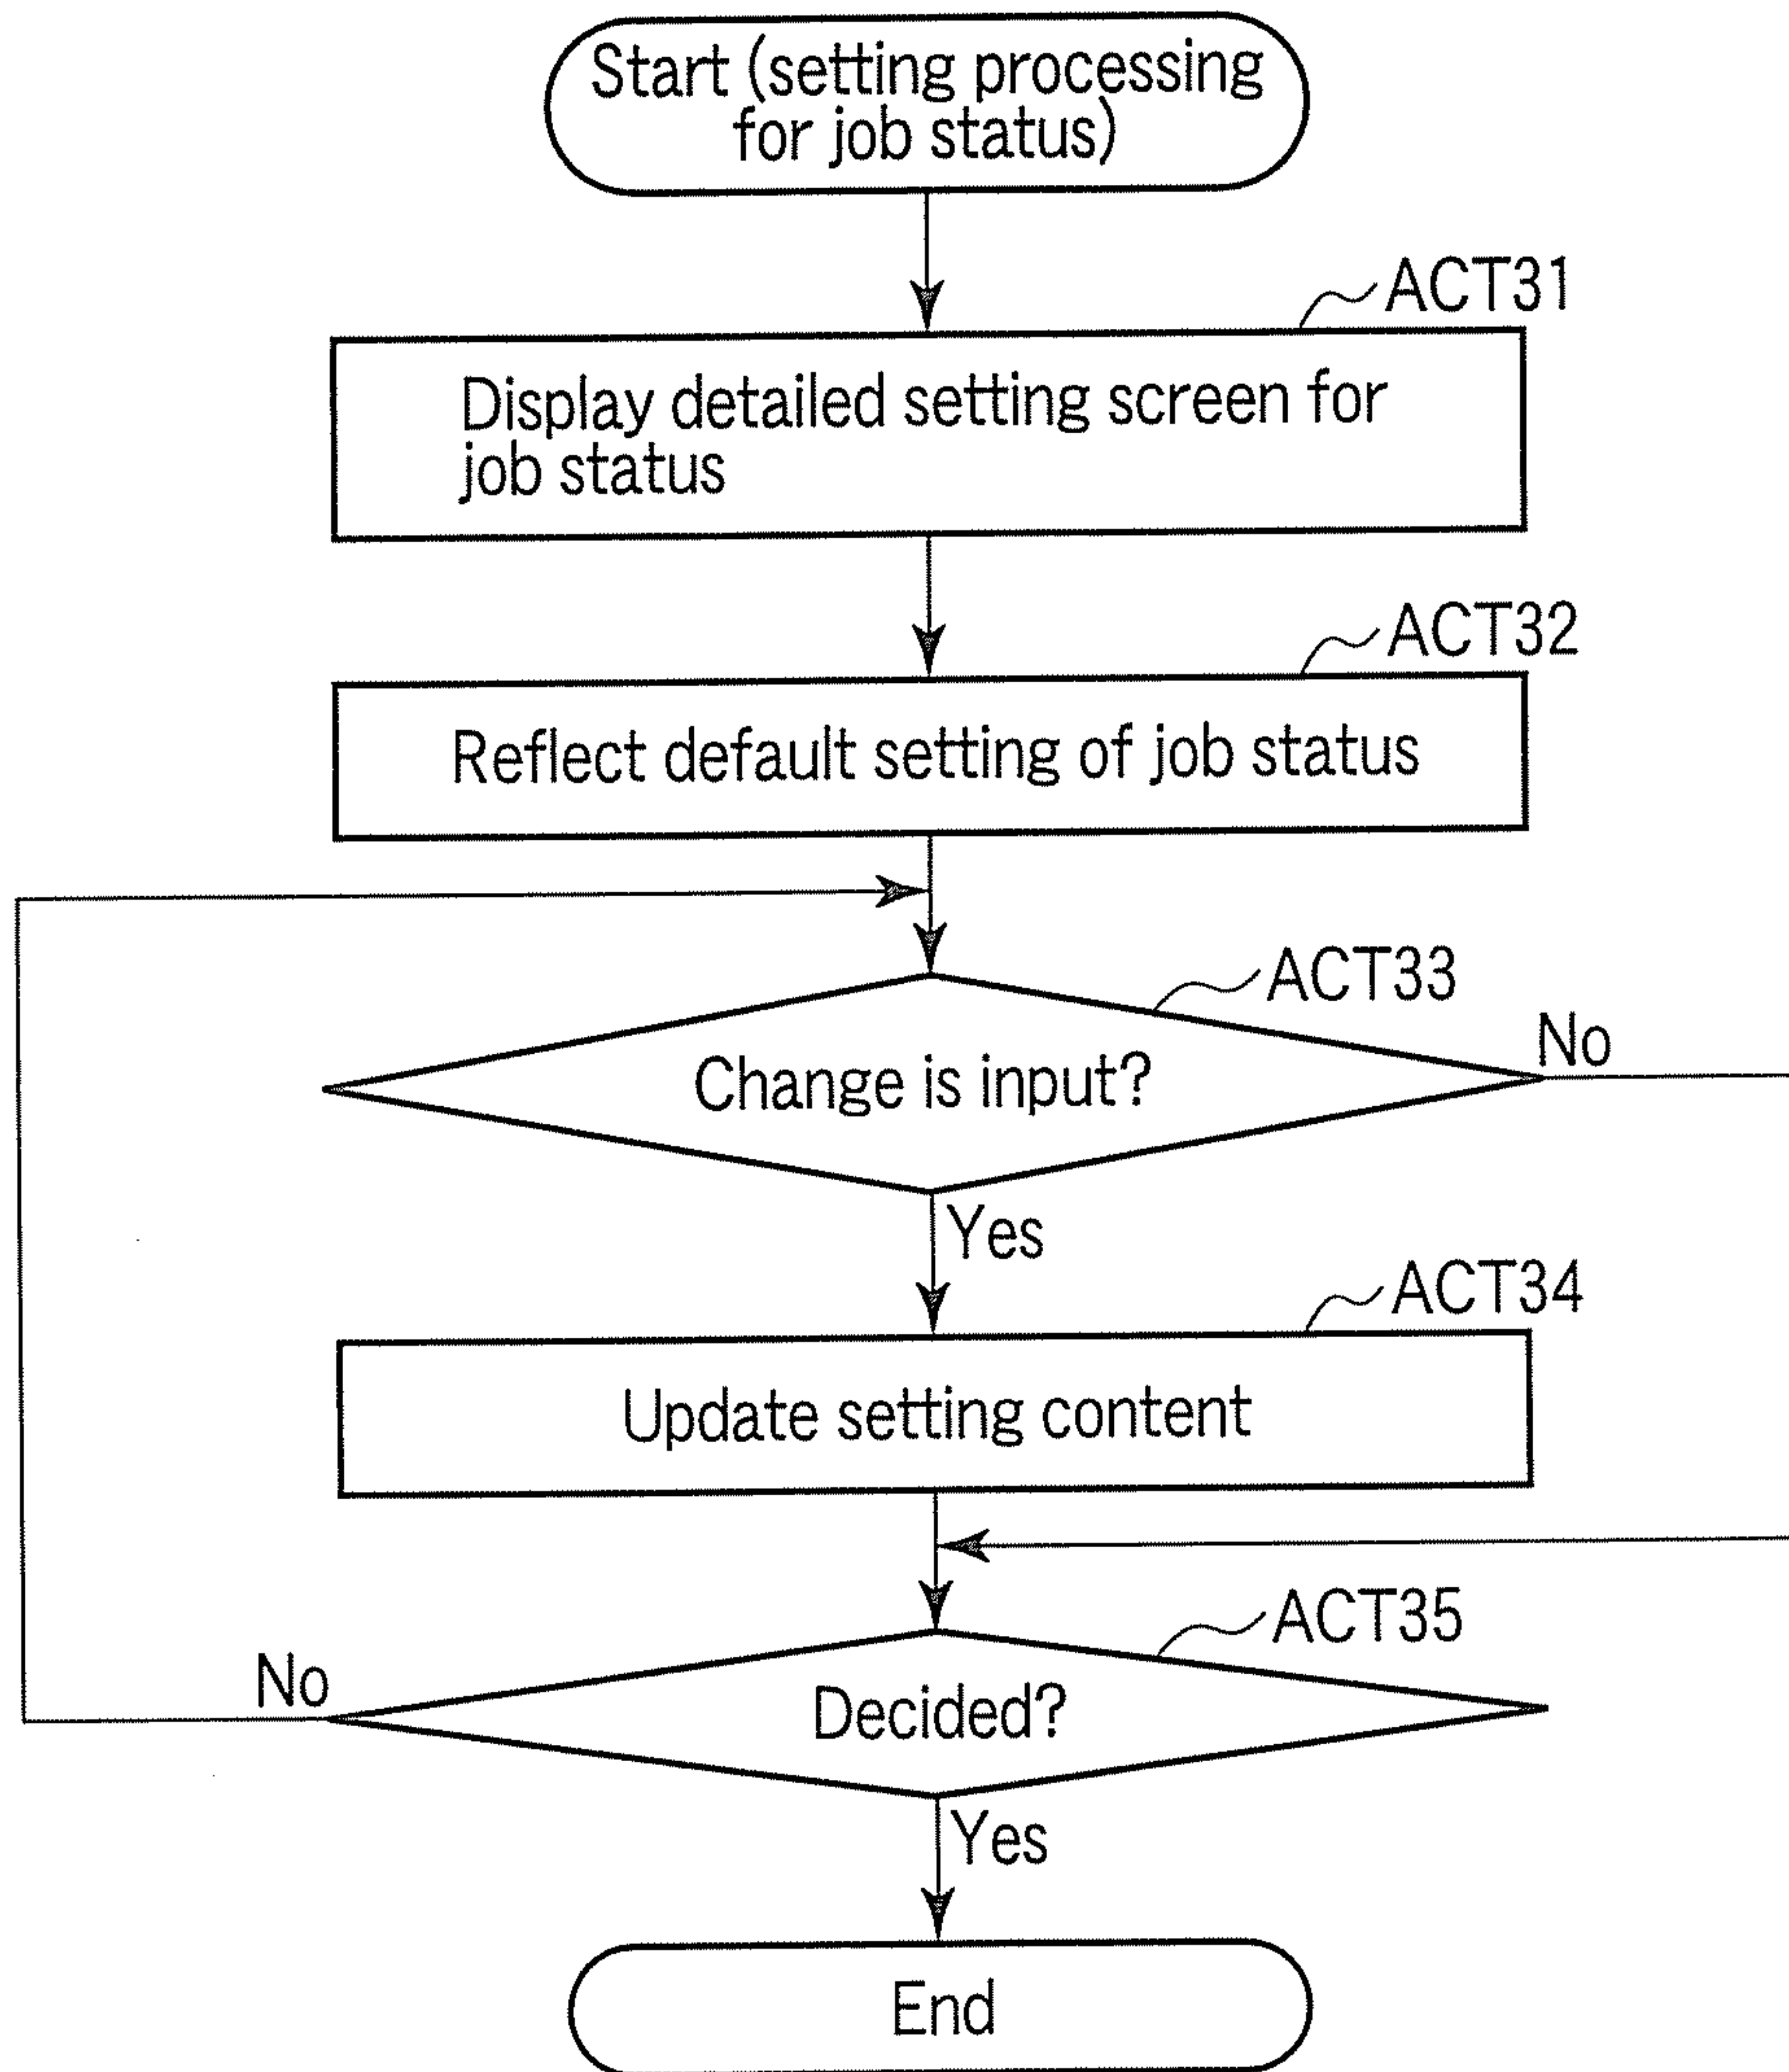 Start (setting processing
for job status)
ACT31
Display detailed setting screen for
job status
ACT32
Reflect default setting of job status
ACT33
No
Change is input?
Yes
ACT34
Update setting content
ACT35
No
Decided?
Yes
End